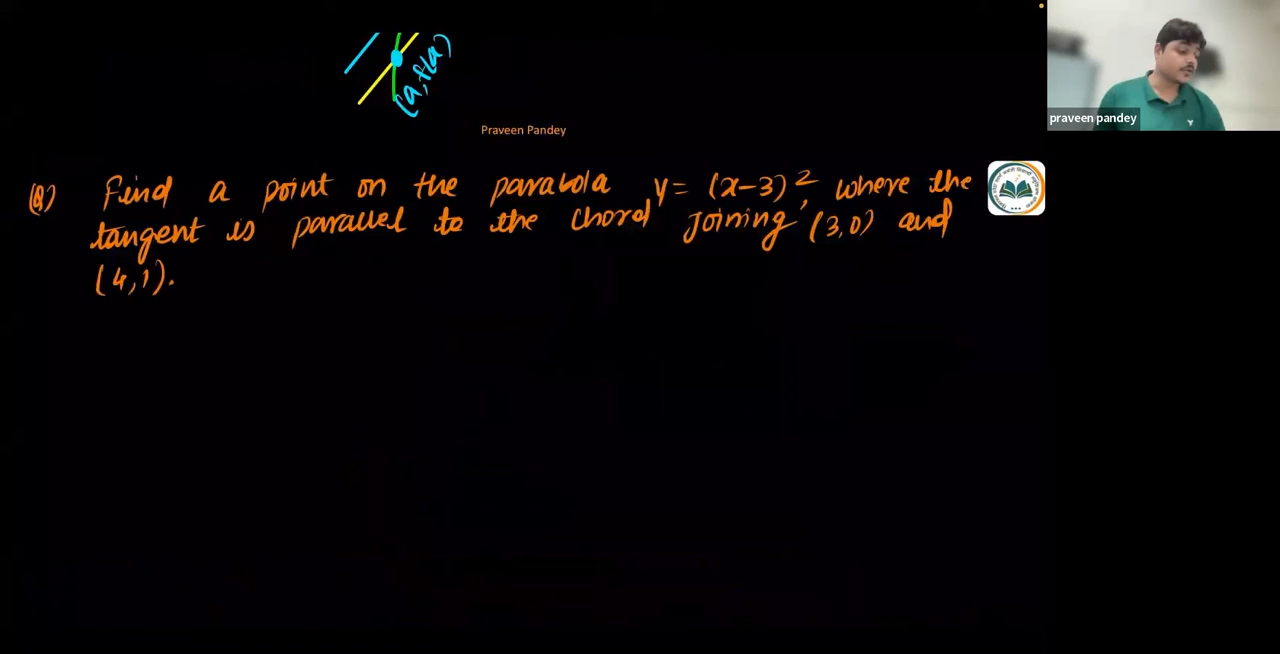 (a, f(a)
Praveen Pandey
praveen pandey
(Q) Find a point on the parabola y = (x-3)², where the
tangent is parallel to the chord joining (3,0) and
(4,1).